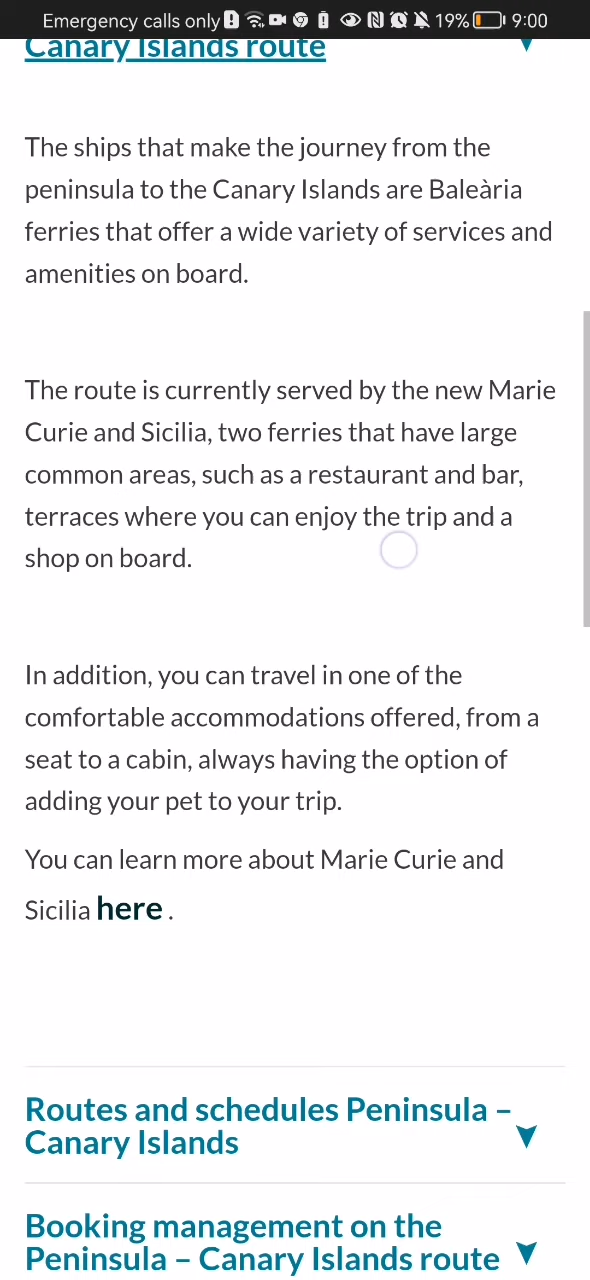 Emergency calls only 19% 9:00
Canary Islands route
The ships that make the journey from the
peninsula to the Canary Islands are Baleària
ferries that offer a wide variety of services and
amenities on board.
The route is currently served by the new Marie
Curie and Sicilia, two ferries that have large
common areas, such as a restaurant and bar,
terraces where you can enjoy the trip and a
shop on board.
In addition, you can travel in one of the
comfortable accommodations offered, from a
seat to a cabin, always having the option of
adding your pet to your trip.
You can learn more about Marie Curie and
Sicilia here .
Routes and schedules Peninsula –
Canary Islands
Booking management on the
Peninsula – Canary Islands route